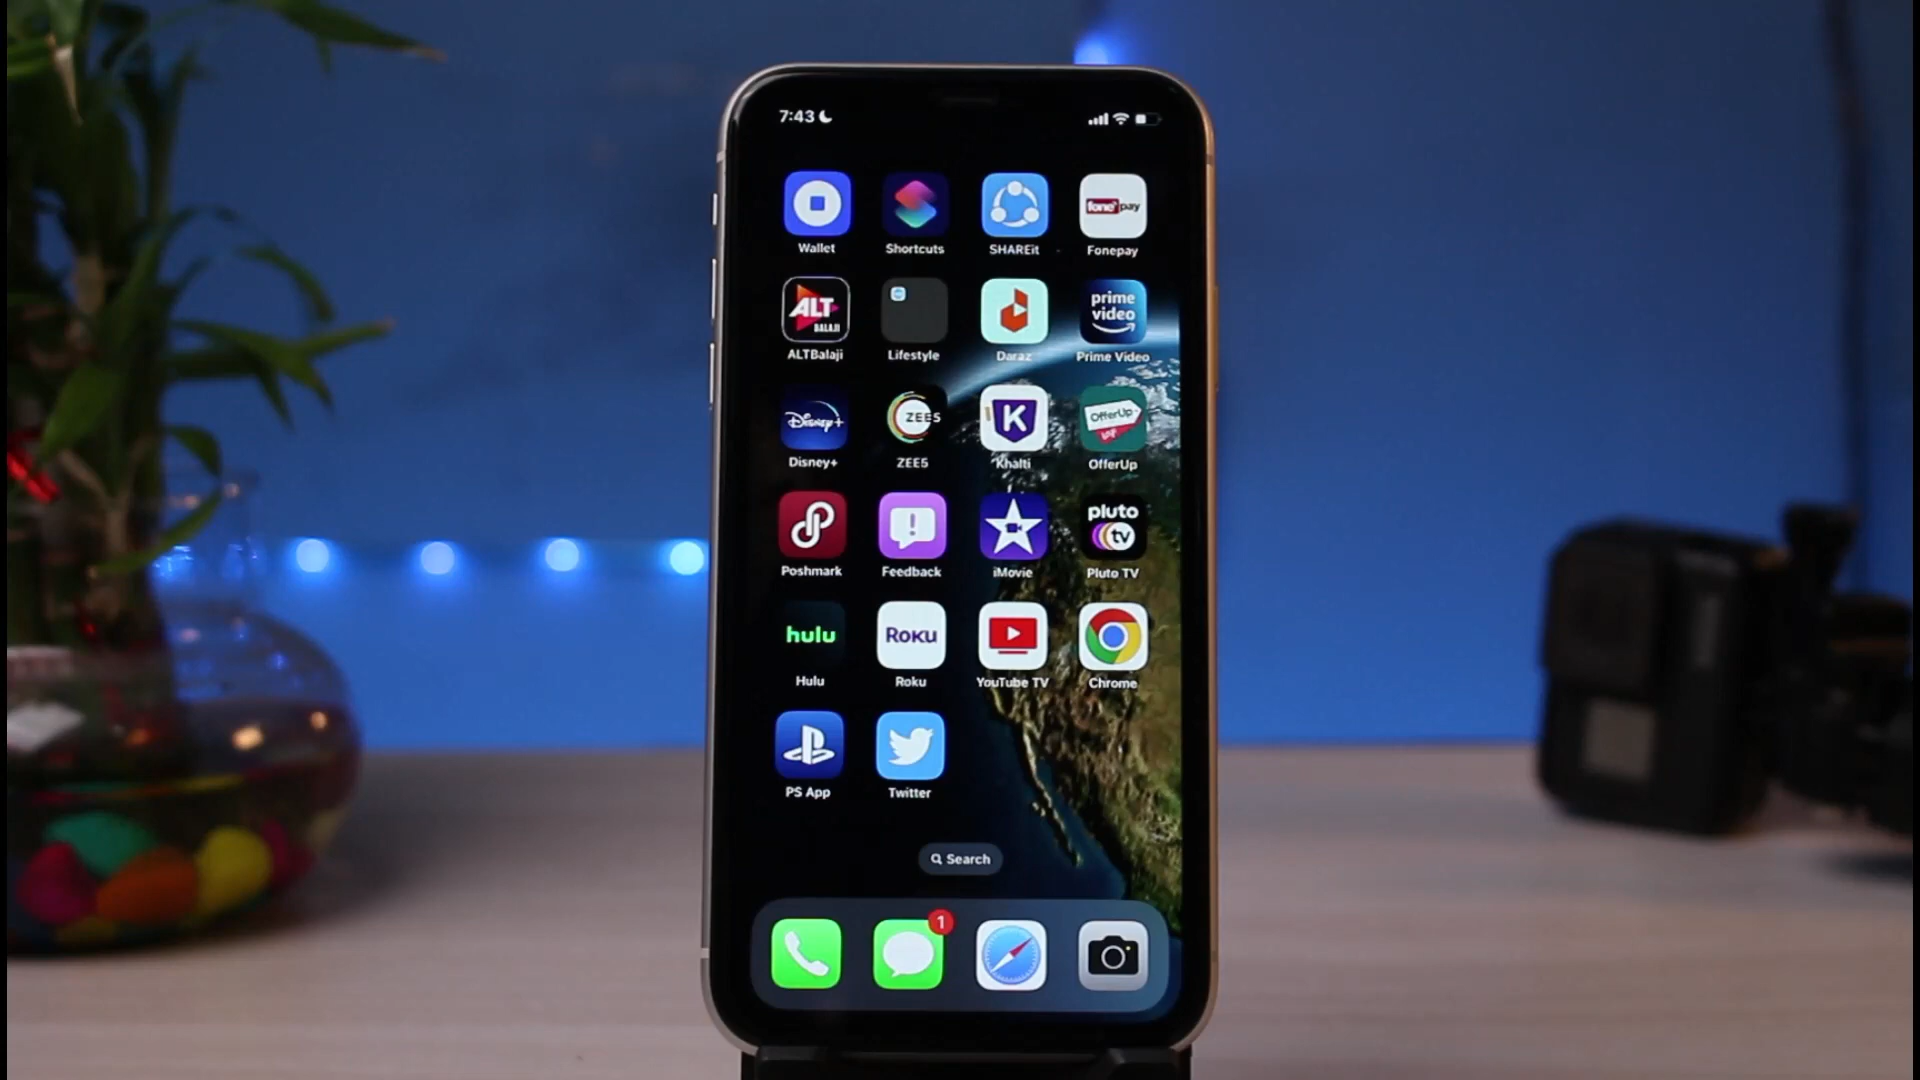 7:43
Wallet Shortcuts SHAREit Fonepay
fone pay
ALT
BALAJI
prime
video
ALTBalaji Lifestyle Daraz Prime Video
Disney+ ZEE5 K OfferUp
Disney+ ZEE5 Khalti OfferUp
pluto
tv
Poshmark Feedback iMovie Pluto TV
hulu Roku
Hulu Roku YouTube TV Chrome
PS App Twitter
Search
1